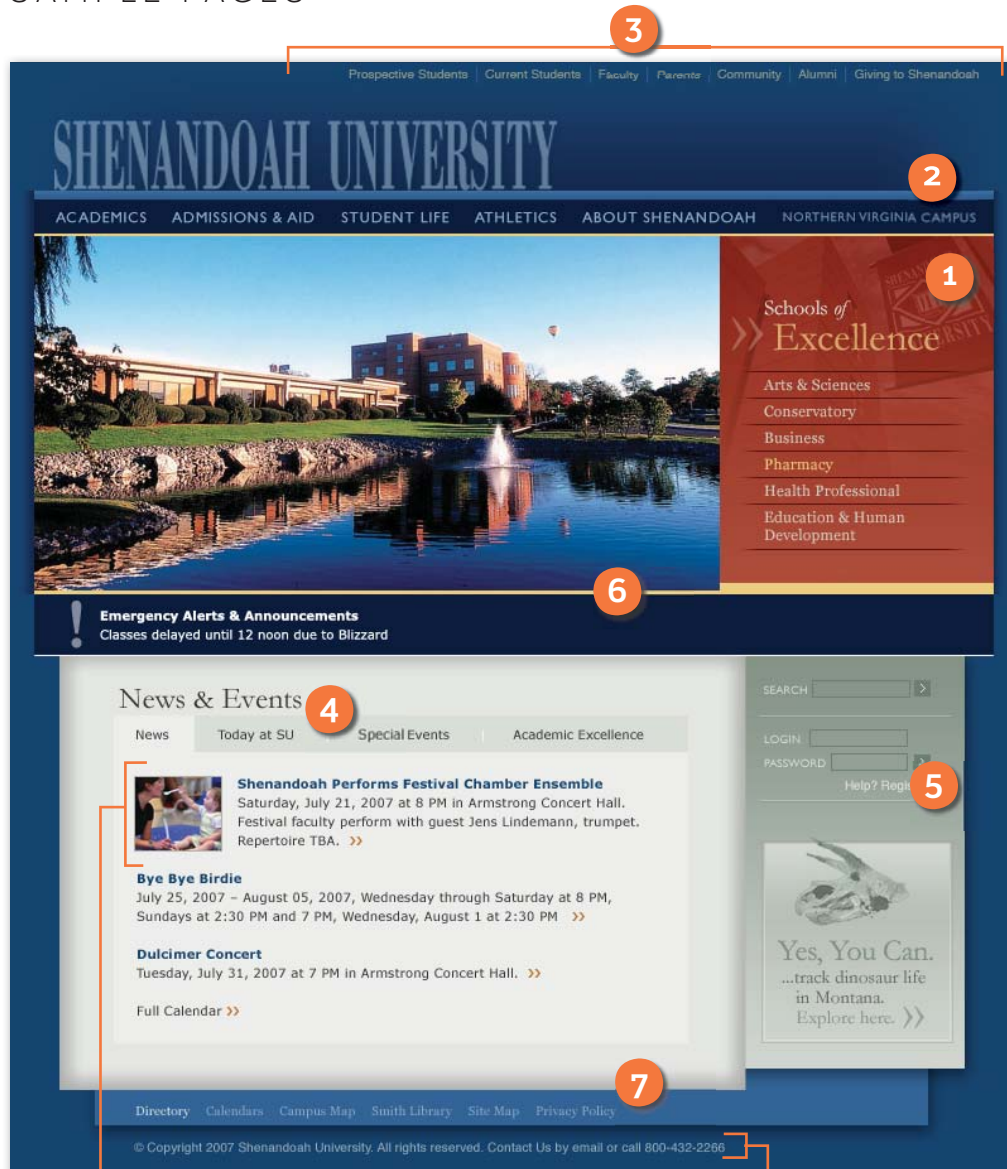 SAMPLE PAGES
3
Prospective Students Current Students Faculty Parents Community Alumni Giving to Shenandoah
SHENANDOAH UNIVERSITY
2
ACADEMICS ADMISSIONS & AID STUDENT LIFE ATHLETICS ABOUT SHENANDOAH NORTHERN VIRGINIA CAMPUS
1
Schools of
Excellence
Arts & Sciences
Conservatory
Business
Pharmacy
Health Professional
Education & Human
Development
6
Emergency Alerts & Announcements
Classes delayed until 12 noon due to Blizzard
News & Events
4
News Today at SU Special Events Academic Excellence
Shenandoah Performs Festival Chamber Ensemble
Saturday, July 21, 2007 at 8 PM in Armstrong Concert Hall.
Festival faculty perform with guest Jens Lindemann, trumpet.
Repertoire TBA. »
Bye Bye Birdie
July 25, 2007 – August 05, 2007, Wednesday through Saturday at 8 PM,
Sundays at 2:30 PM and 7 PM, Wednesday, August 1 at 2:30 PM »
Dulcimer Concert
Tuesday, July 31, 2007 at 7 PM in Armstrong Concert Hall. »
Full Calendar »
SEARCH
LOGIN
PASSWORD
Help?
5
Yes, You Can.
...track dinosaur life
in Montana.
Explore here. »
7
Directory Calendars Campus Map Smith Library Site Map Privacy Policy
© Copyright 2007 Shenandoah University. All rights reserved. Contact Us by email or call 800-432-2266